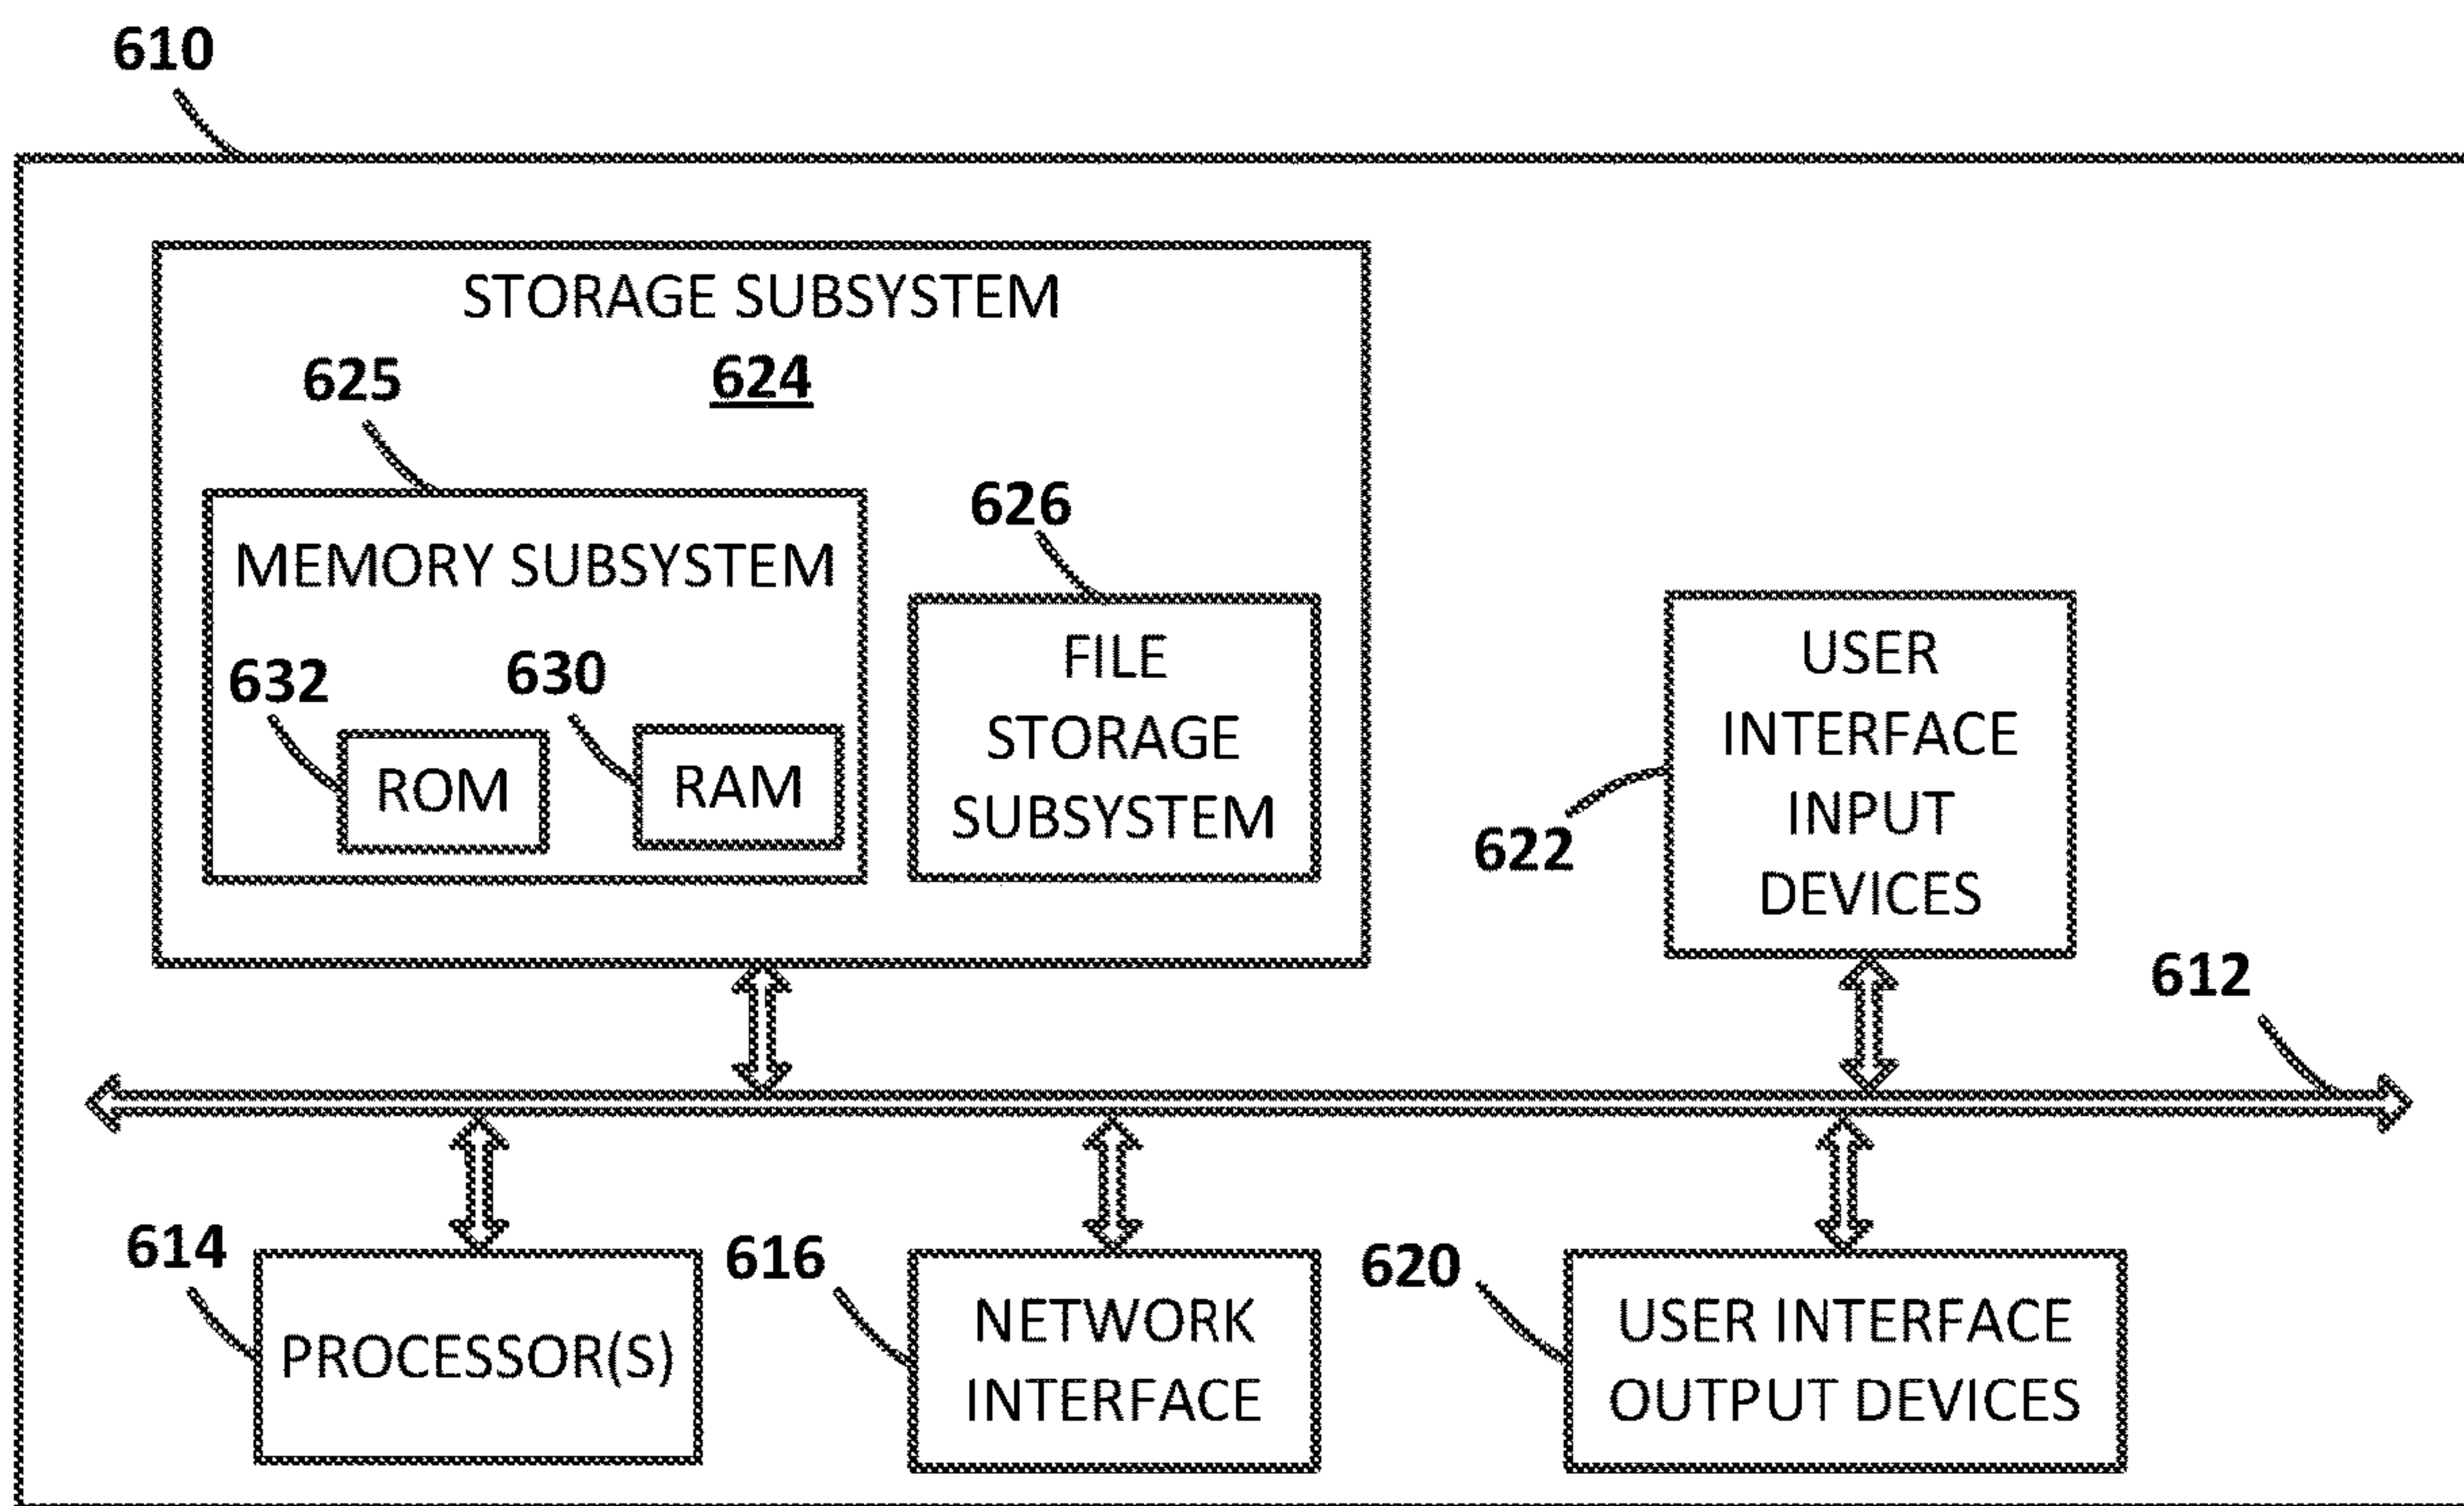 610
STORAGE SUBSYSTEM
624
625
MEMORY SUBSYSTEM
632
630
ROM
RAM
626
FILE
STORAGE
SUBSYSTEM
USER
INTERFACE
INPUT
DEVICES
622
612
614
PROCESSOR(S)
616
NETWORK
INTERFACE
620
USER INTERFACE
OUTPUT DEVICES